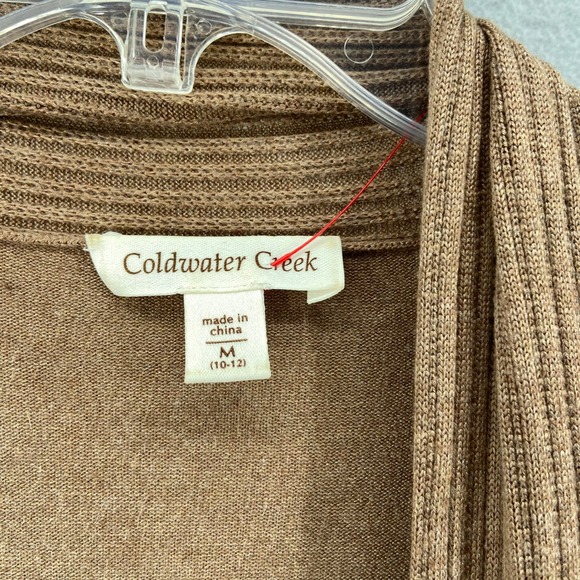 Coldwater Creek
made in
china
M
(10-12)